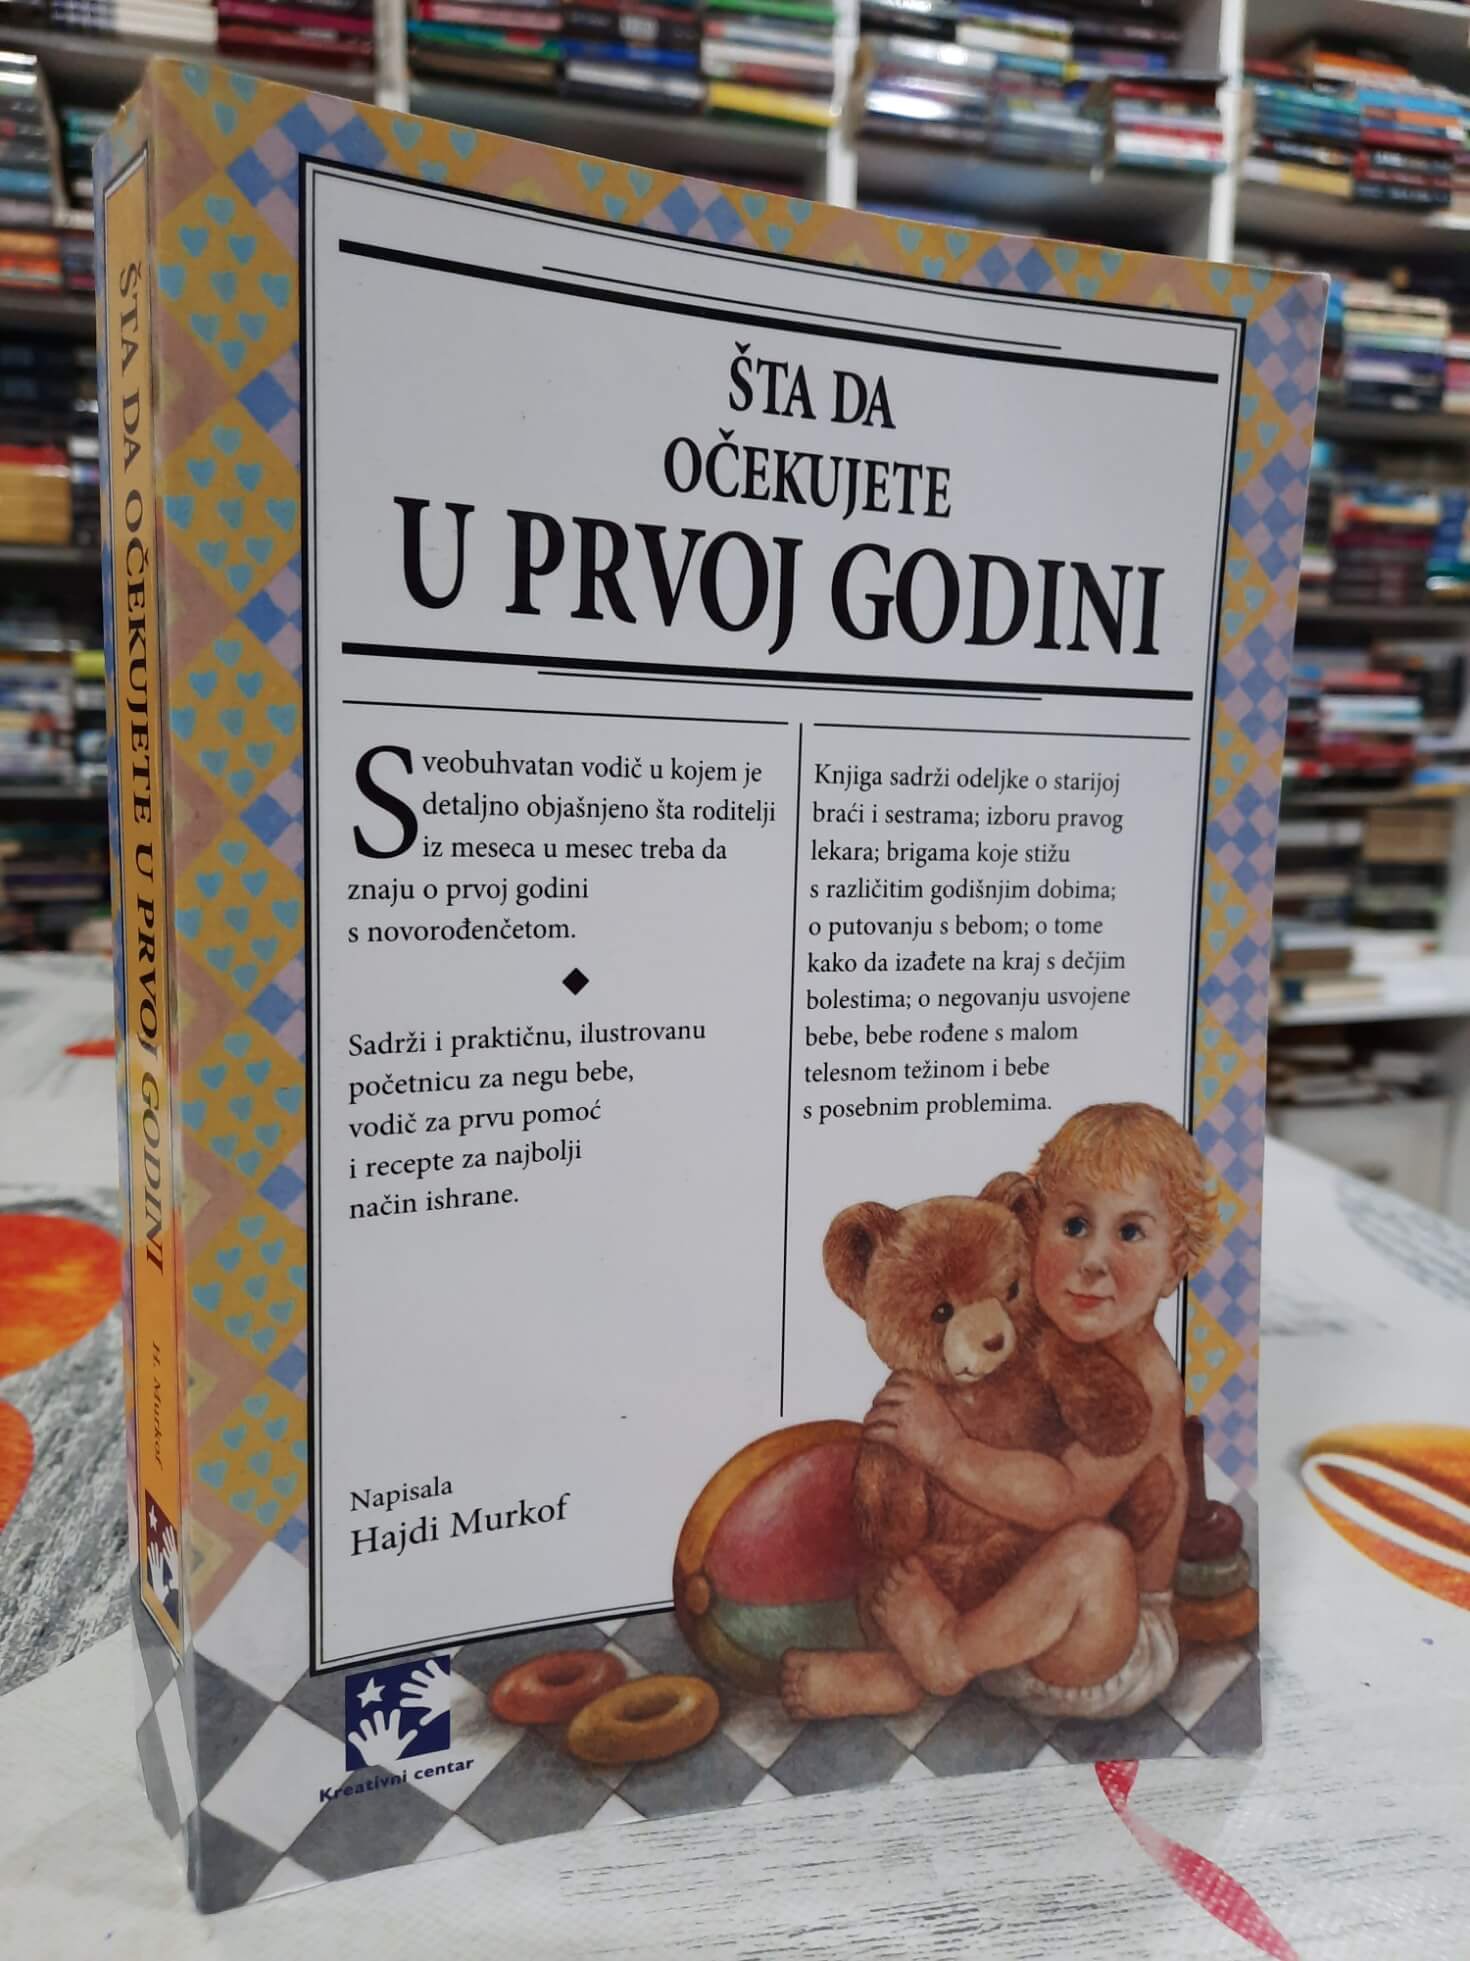 ŠTA DA OČEKUJETE U PRVOJ GODINI
H. Murkof
ŠTA DA
OČEKUJETE
U PRVOJ GODINI
Sveobuhvatan vodič u kojem je
detaljno objašnjeno šta roditelji
iz meseca u mesec treba da
znaju o prvoj godini
s novorođenčetom.
Sadrži i praktičnu, ilustrovanu
početnicu za negu bebe,
vodič za prvu pomoć
i recepte za najbolji
način ishrane.
Knjiga sadrži odeljke o starijoj
braći i sestrama; izboru pravog
lekara; brigama koje stižu
s različitim godišnjim dobima;
o putovanju s bebom; o tome
kako da izađete na kraj s dečjim
bolestima; o negovanju usvojene
bebe, bebe rođene s malom
telesnom težinom i bebe
s posebnim problemima.
Napisala
Hajdi Murkof
Kreativni centar